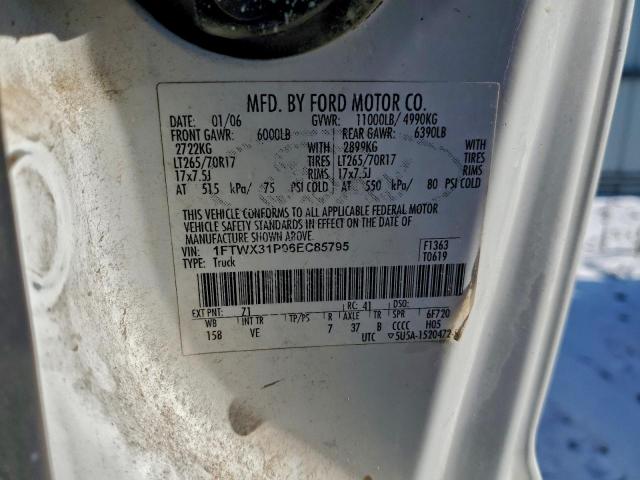 MFD. BY FORD MOTOR CO.
DATE: 01/06 GVWR: 11000LB/ 4990KG
FRONT GAWR: 6000LB REAR GAWR: 6390LB
2722KG WITH 2899KG WITH
LT265/70R17 TIRES LT265/70R17 TIRES
17x7.5J RIMS 17x7.5J RIMS
AT 515 kPa/ 75 PSI COLD AT 550 kPa/ 80 PSI COLD
THIS VEHICLE CONFORMS TO ALL APPLICABLE FEDERAL MOTOR
VEHICLE SAFETY STANDARDS IN EFFECT ON THE DATE OF
MANUFACTURE SHOWN ABOVE.
VIN: 1FTWX31P06EC85795 F1363
TYPE: Truck T0619
EXT PNT: Z1 RC: 41 DSO:
WB INT TR TP/PS R AXLE TR SPR 6F720
158 VE 7 37 B CCCC H05
UTC ▽5U5A-1520472-